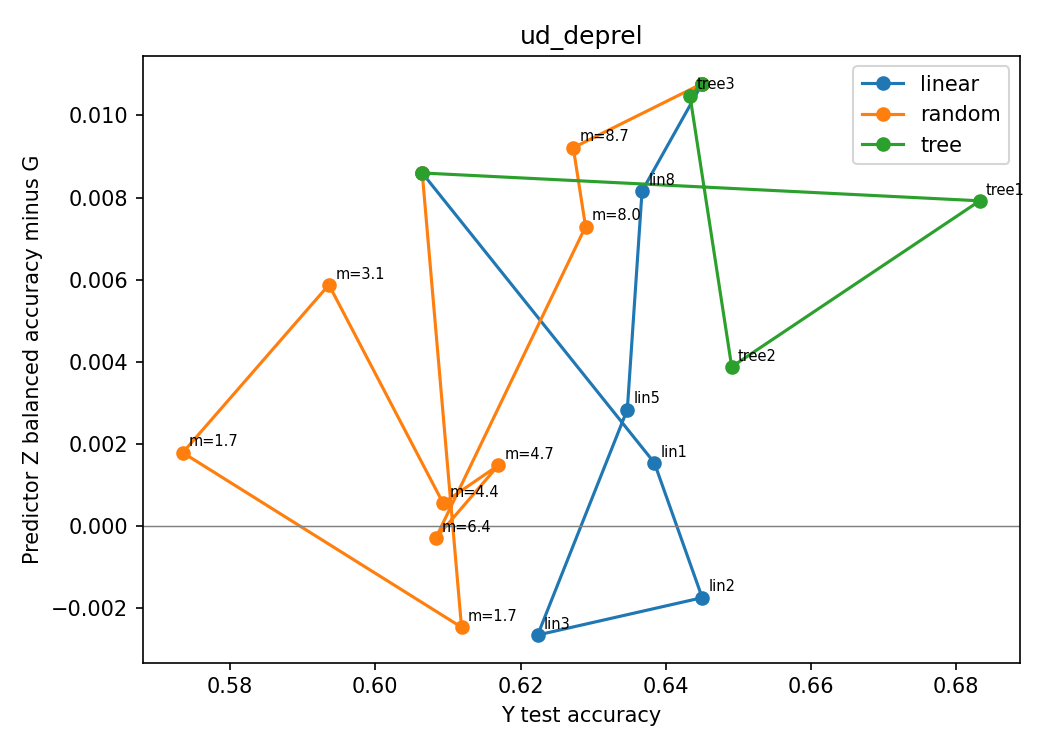 ud_deprel
linear
random
tree
Predictor Z balanced accuracy minus G
0.010
0.008
0.006
0.004
0.002
0.000
−0.002
tree3
m=8.7
lin8
tree1
m=8.0
m=3.1
tree2
lin5
m=1.7
m=4.7
lin1
m=4.4
m=6.4
lin2
m=1.7
lin3
0.58
0.60
0.62
0.64
0.66
0.68
Y test accuracy